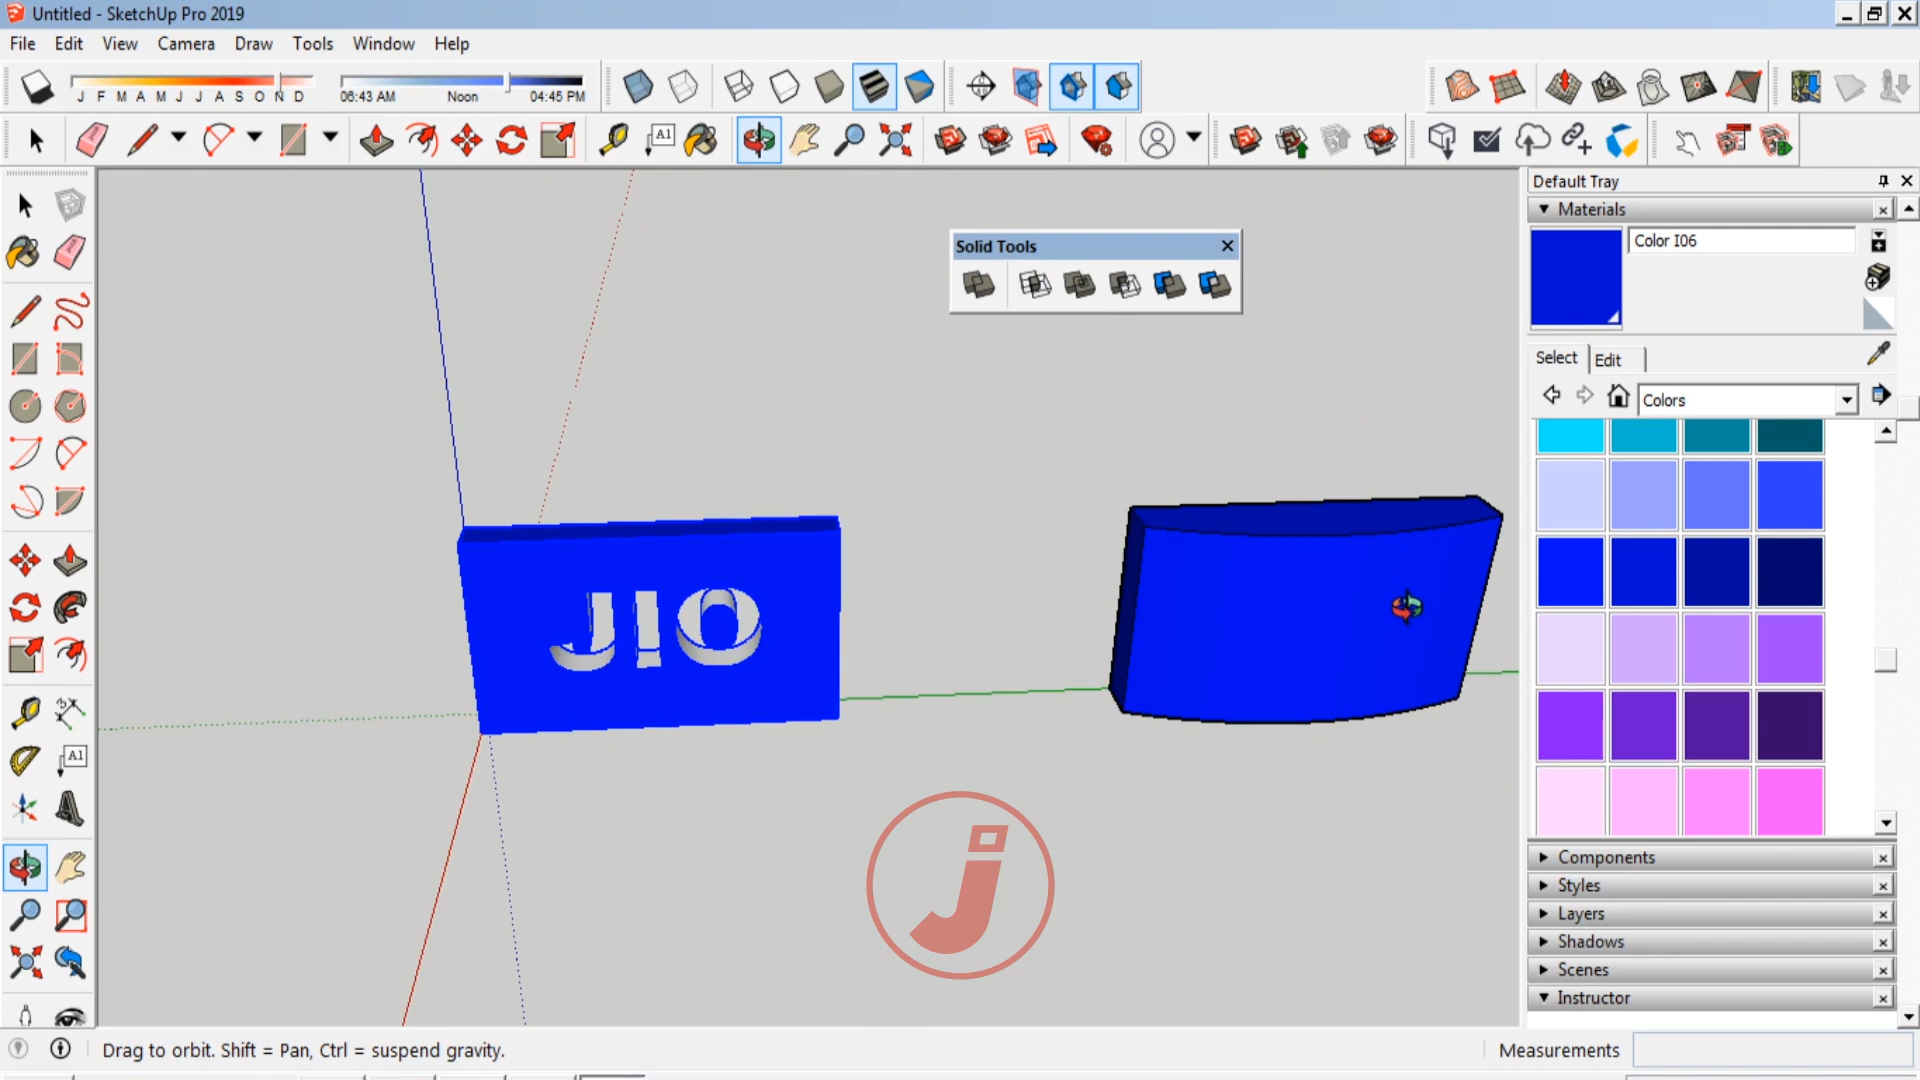 Untitled - SketchUp Pro 2019
File Edit View Camera Draw Tools Window Help
J F M A M J J A S O N D
06:43 AM Noon 04:45 PM
A1
Default Tray
Materials
Solid Tools
Color I06
Select Edit
Colors
JIO
A1
Components
Styles
Layers
Shadows
Scenes
Instructor
Drag to orbit. Shift = Pan, Ctrl = suspend gravity.
Measurements